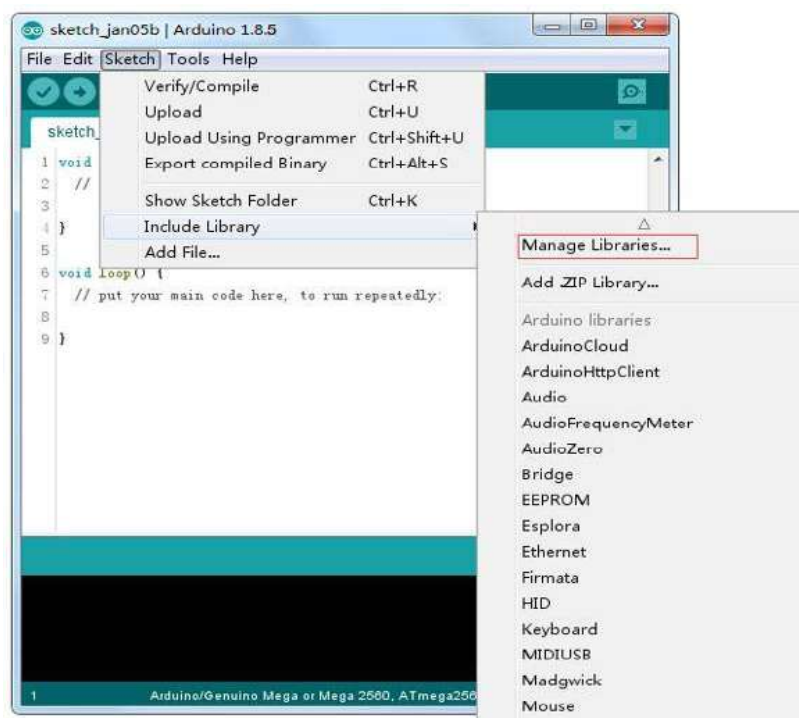 sketch_jan05b | Arduino 1.8.5
File Edit Sketch Tools Help
Verify/Compile Ctrl+R
Upload Ctrl+U
Upload Using Programmer Ctrl+Shift+U
Export compiled Binary Ctrl+Alt+S
Show Sketch Folder Ctrl+K
Include Library
Add File...
sketch_
1 void
2 //
3
4 }
5
6 void loop() {
7 // put your main code here, to run repeatedly:
8
9 }
Manage Libraries...
Add .ZIP Library...
Arduino libraries
ArduinoCloud
ArduinoHttpClient
Audio
AudioFrequencyMeter
AudioZero
Bridge
EEPROM
Esplora
Ethernet
Firmata
HID
Keyboard
MIDIUSB
Madgwick
Mouse
1 Arduino/Genuino Mega or Mega 2560, ATmega256